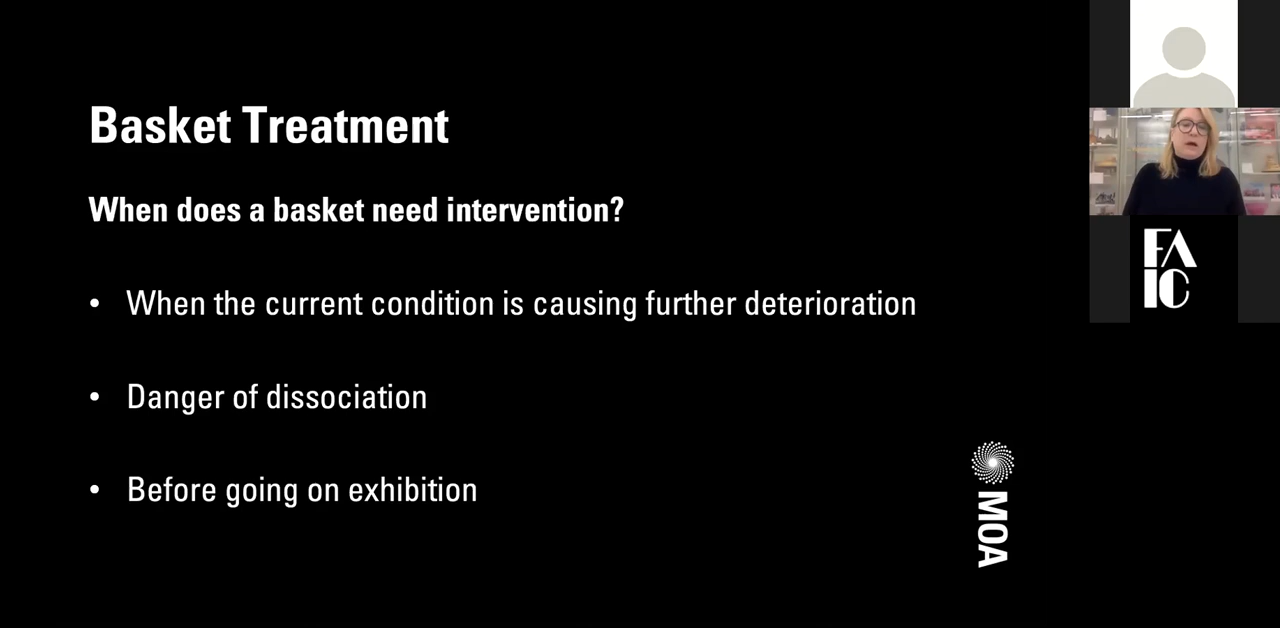 Basket Treatment
When does a basket need intervention?
• When the current condition is causing further deterioration
• Danger of dissociation
• Before going on exhibition
MOA
FA
IC